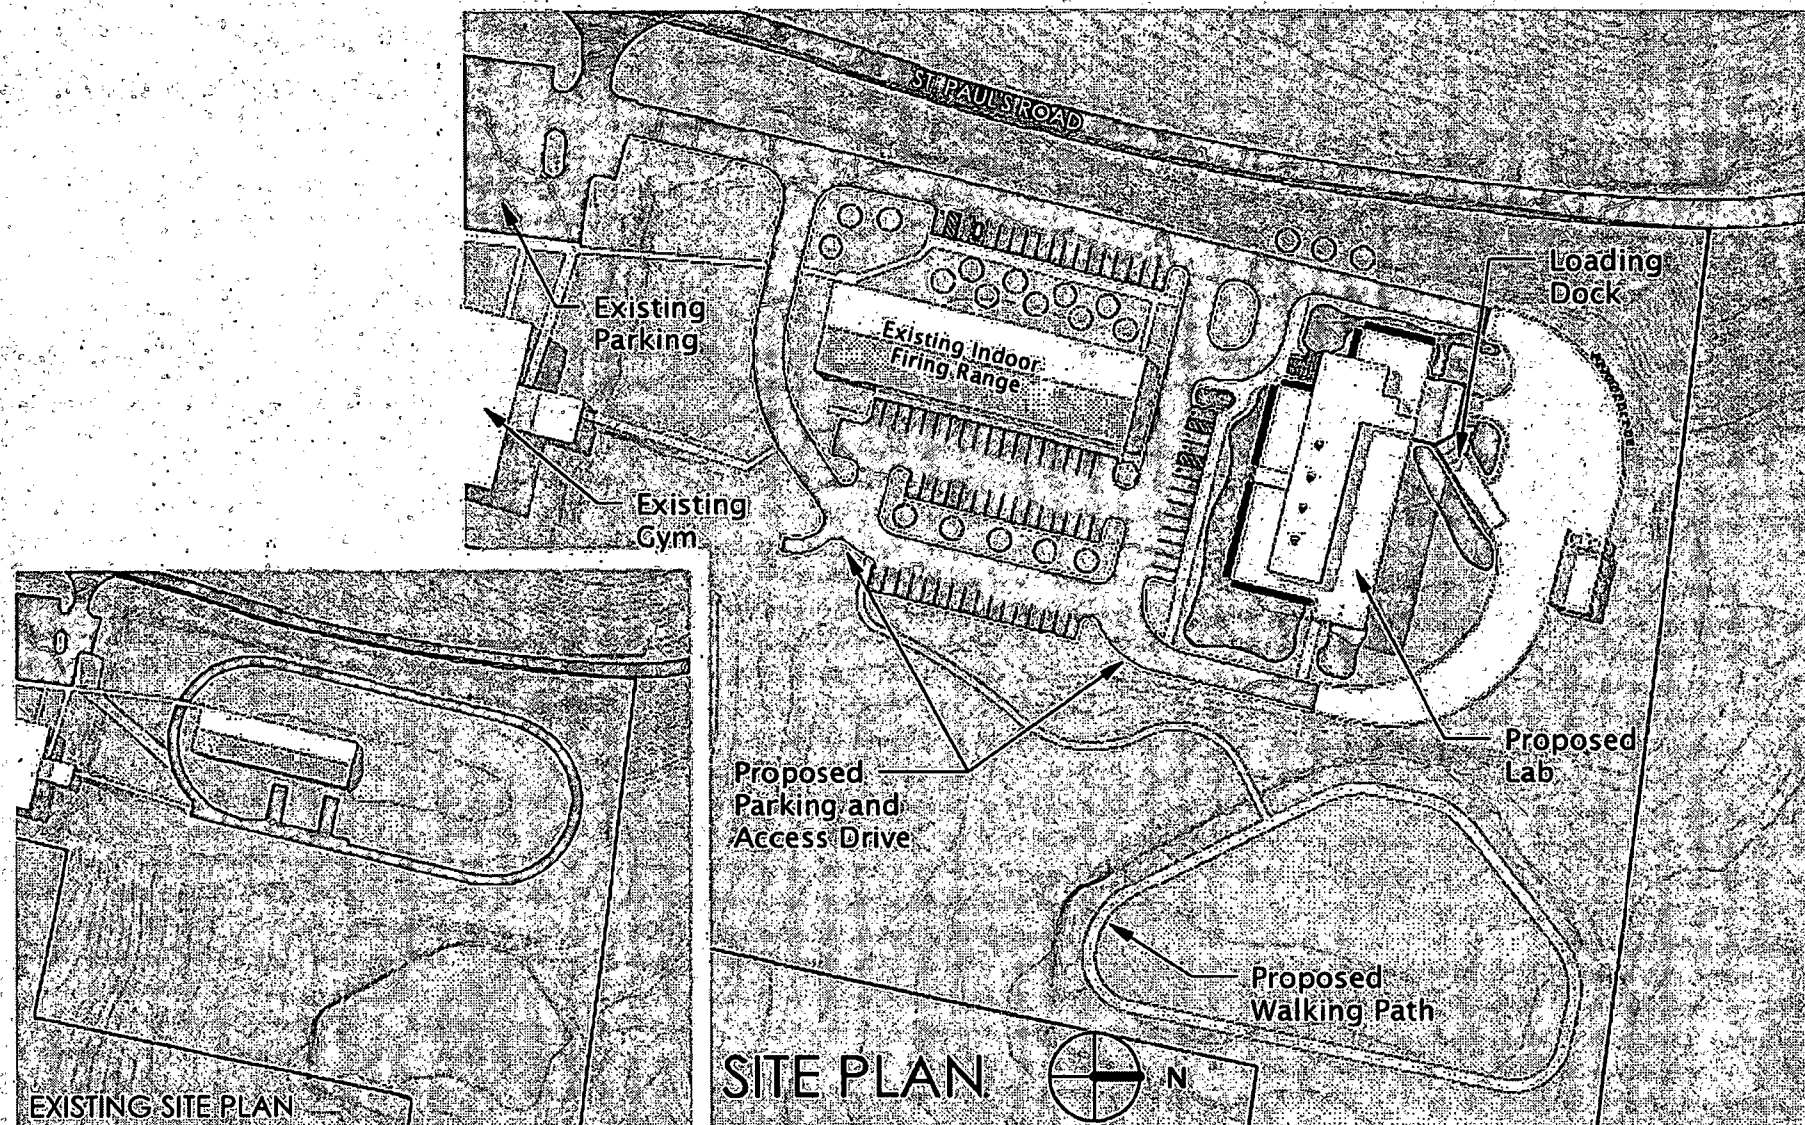 ST. PAUL'S ROAD
Loading
Dock
Existing
Parking
Existing Indoor
Firing Range
Existing
Gym
Proposed
Lab
Proposed
Parking and
Access Drive
Proposed
Walking Path
SITE PLAN
N
EXISTING SITE PLAN